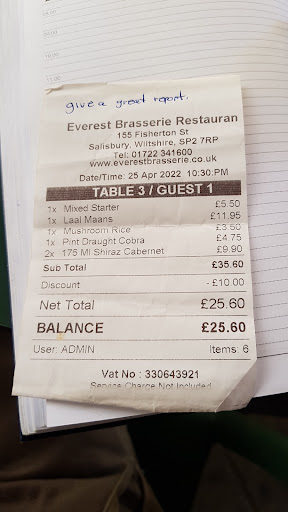 give a great report.
Everest Brasserie Restauran
155 Fisherton St
Salisbury, Wiltshire, SP2 7RP
Tel: 01722 341600
www.everestbrasserie.co.uk
Date/Time: 25 Apr 2022 10:30:PM
TABLE 3 / GUEST 1
1x Mixed Starter £5.50
1x Laal Maans £11.95
1x Mushroom Rice £3.50
1x Pint Draught Cobra £4.75
2x 175 Ml Shiraz Cabernet £9.90
Sub Total £35.60
Discount - £10.00
Net Total £25.60
BALANCE £25.60
User: ADMIN Items: 6
Vat No : 330643921
Service Charge Not Included